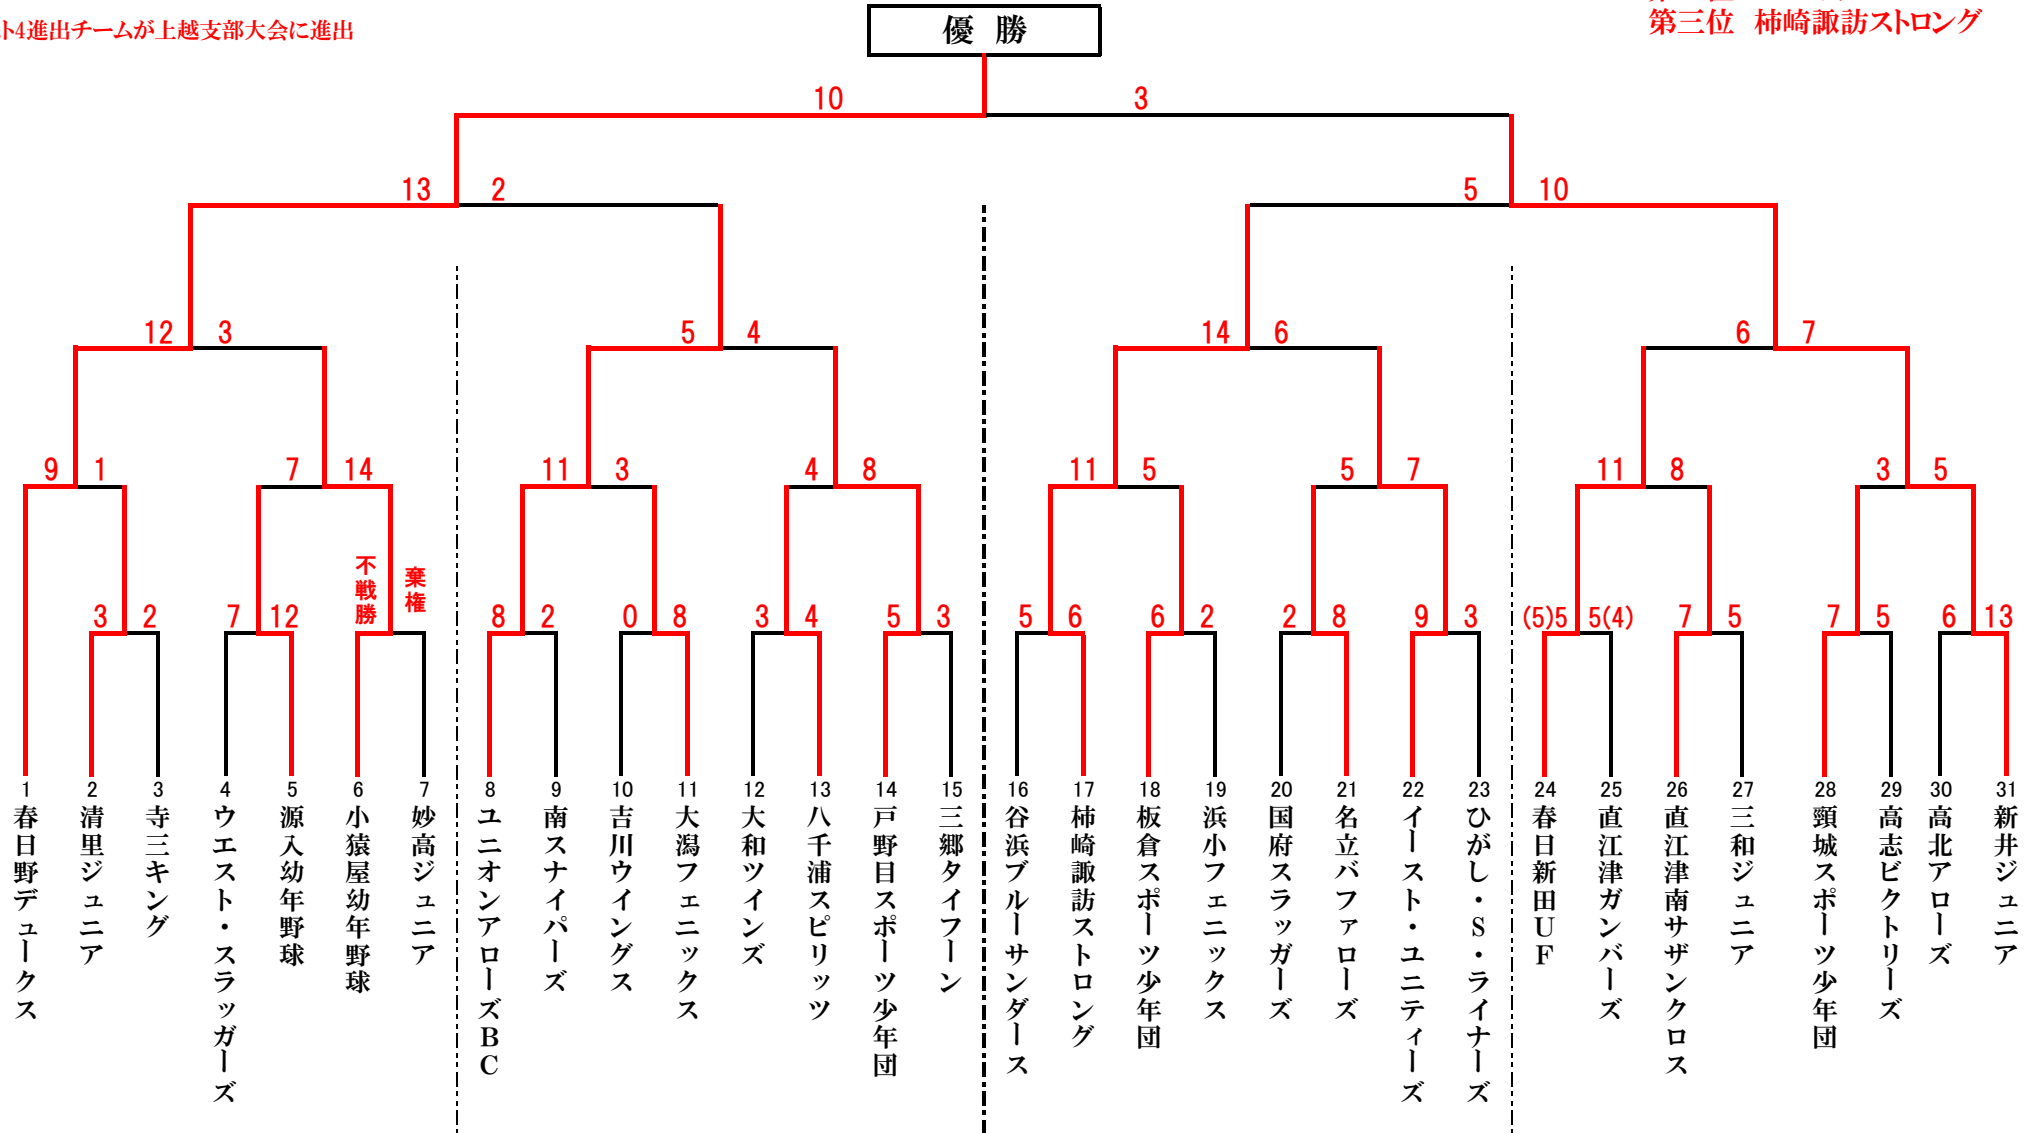 ト4進出チームが上越支部大会に進出
優 勝
第三位 柿崎諏訪ストロング
10 3
13 2 5 10
12 3 5 4 14 6 6 7
9 1 7 14 11 3 4 8 11 5 5 7 11 8 3 5
不戦勝
棄権
3 2 7 12 8 2 0 8 3 4 5 3 5 6 6 2 2 8 9 3 (5)5 5(4) 7 5 7 5 6 13
1 春日野デュークス
2 清里ジュニア
3 寺三キング
4 ウエスト・スラッガーズ
5 源入幼年野球
6 小猿屋幼年野球
7 妙高ジュニア
8 ユニオンアローズBC
9 南スナイパーズ
10 吉川ウイングス
11 大潟フェニックス
12 大和ツインズ
13 八千浦スピリッツ
14 戸野目スポーツ少年団
15 三郷タイフーン
16 谷浜ブルーサンダース
17 柿崎諏訪ストロング
18 板倉スポーツ少年団
19 浜小フェニックス
20 国府スラッガーズ
21 名立バファローズ
22 イースト・ユニティーズ
23 ひがし・S・ライナーズ
24 春日新田UF
25 直江津ガンバーズ
26 直江津南サザンクロス
27 三和ジュニア
28 頸城スポーツ少年団
29 高志ビクトリーズ
30 高北アローズ
31 新井ジュニア